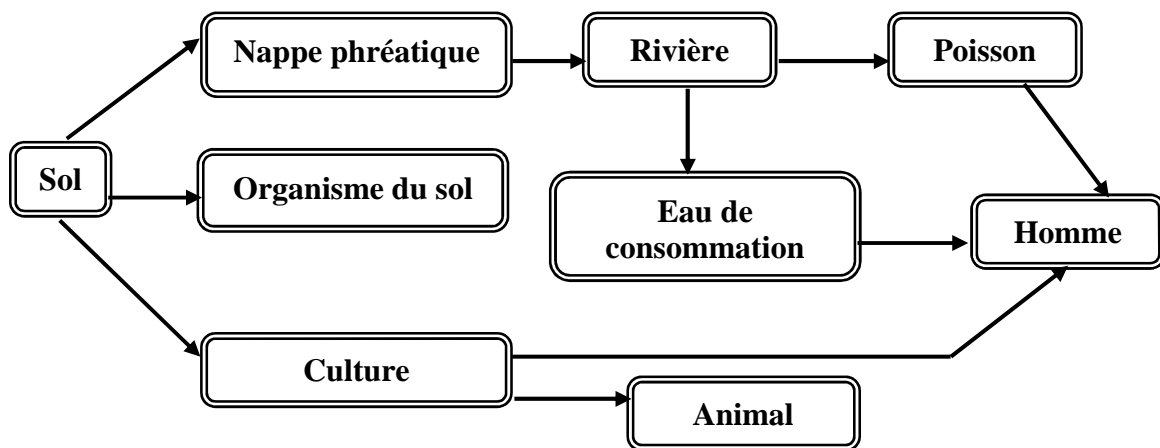 Nappe phréatique
Rivière
Poisson
Sol
Organisme du sol
Eau de
consommation
Homme
Culture
Animal